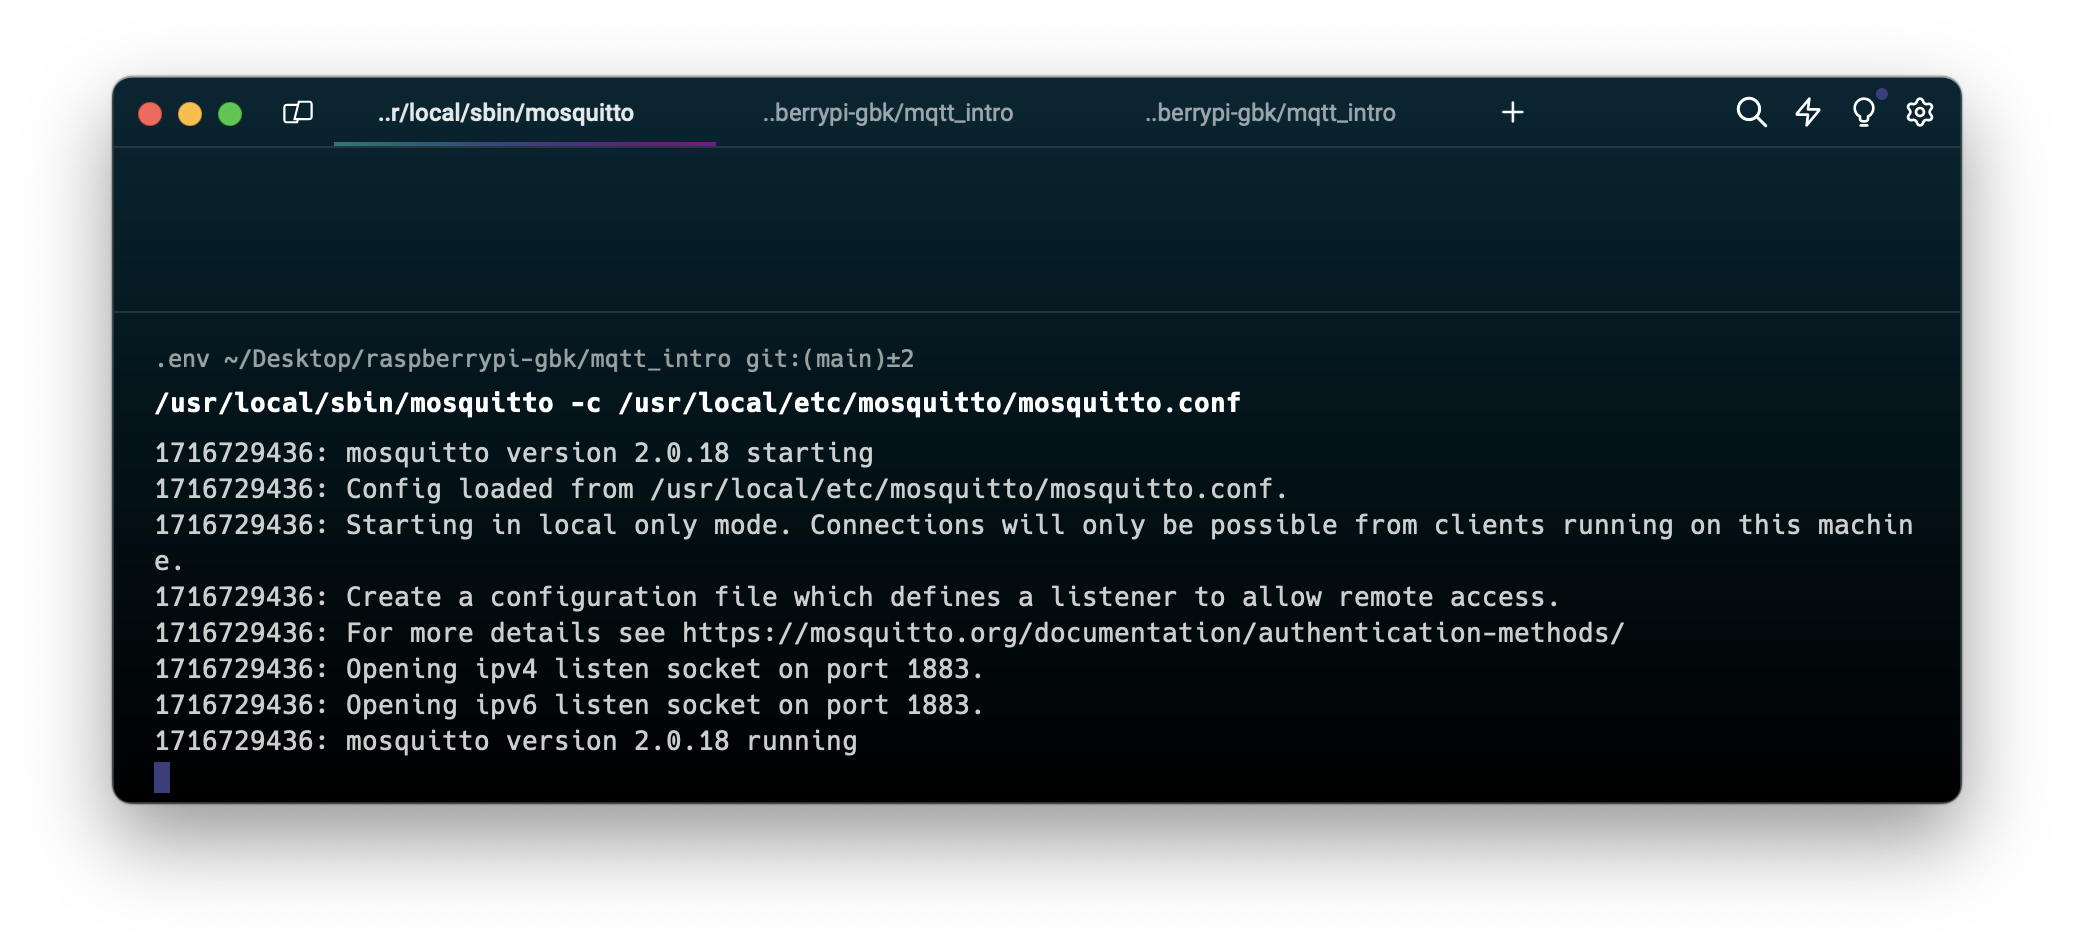 ..r/local/sbin/mosquitto
..berrypi-gbk/mqtt_intro
..berrypi-gbk/mqtt_intro
.env ~/Desktop/raspberrypi-gbk/mqtt_intro git:(main)±2
/usr/local/sbin/mosquitto -c /usr/local/etc/mosquitto/mosquitto.conf
1716729436: mosquitto version 2.0.18 starting
1716729436: Config loaded from /usr/local/etc/mosquitto/mosquitto.conf.
1716729436: Starting in local only mode. Connections will only be possible from clients running on this machin
e.
1716729436: Create a configuration file which defines a listener to allow remote access.
1716729436: For more details see https://mosquitto.org/documentation/authentication-methods/
1716729436: Opening ipv4 listen socket on port 1883.
1716729436: Opening ipv6 listen socket on port 1883.
1716729436: mosquitto version 2.0.18 running